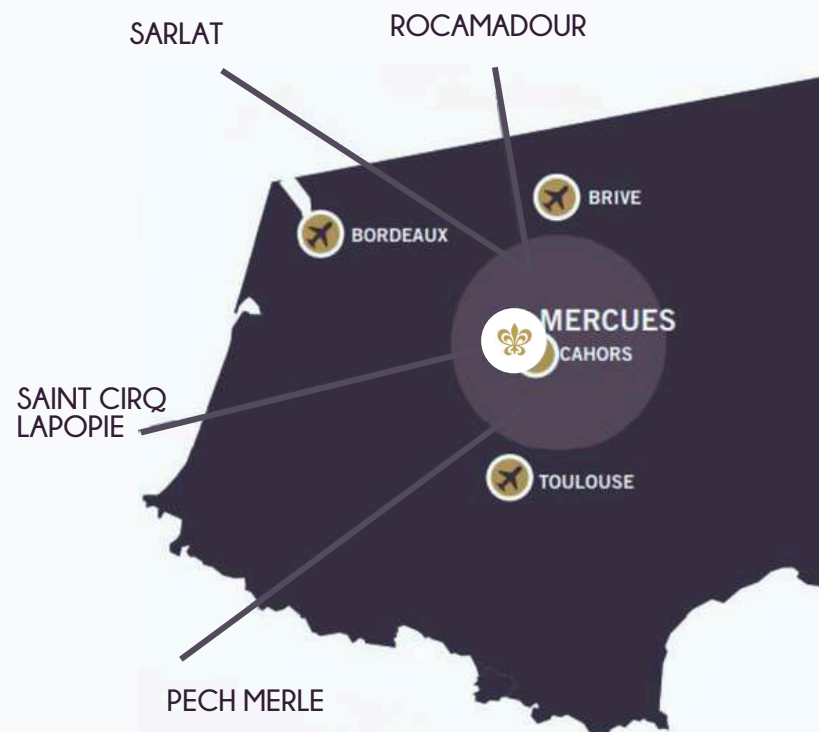 SARLAT
ROCAMADOUR
BRIVE
BORDEAUX
MERCUES
CAHORS
SAINT CIRQ
LAPOPIE
TOULOUSE
PECH MERLE